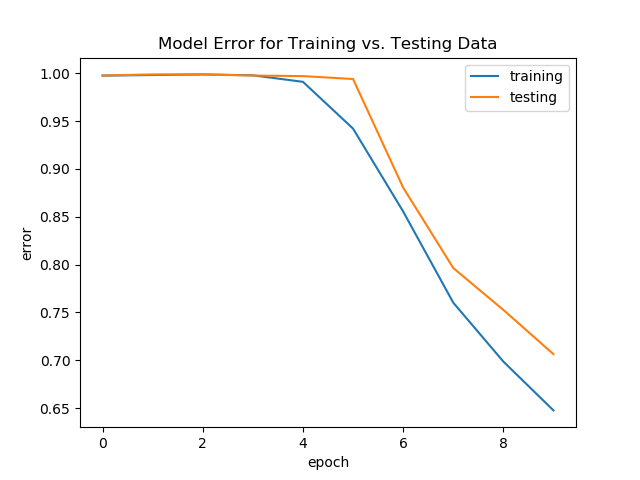 Model Error for Training vs. Testing Data
training
testing
error
1.00
0.95
0.90
0.85
0.80
0.75
0.70
0.65
0 2 4 6 8
epoch